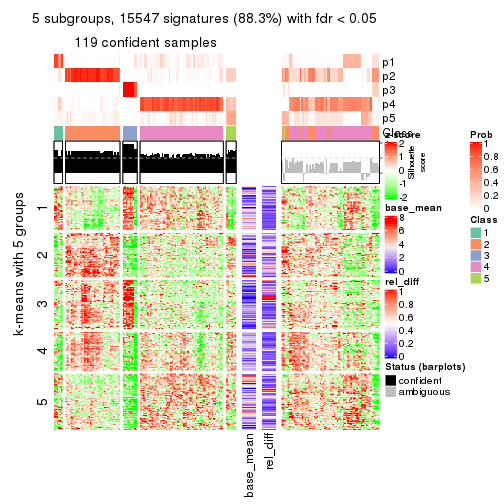 5 subgroups, 15547 signatures (88.3%) with fdr < 0.05
119 confident samples
p1
p2
p3
p4
p5
Class
z-score
2
1
0
-1
-2
Silhouette
score
Prob
1
0.8
0.6
0.4
0.2
0
Class
1
2
3
4
5
base_mean
8
6
4
2
0
rel_diff
1
0.8
0.6
0.4
0.2
0
Status (barplots)
confident
ambiguous
k-means with 5 groups
1
2
3
4
5
base_mean
rel_diff